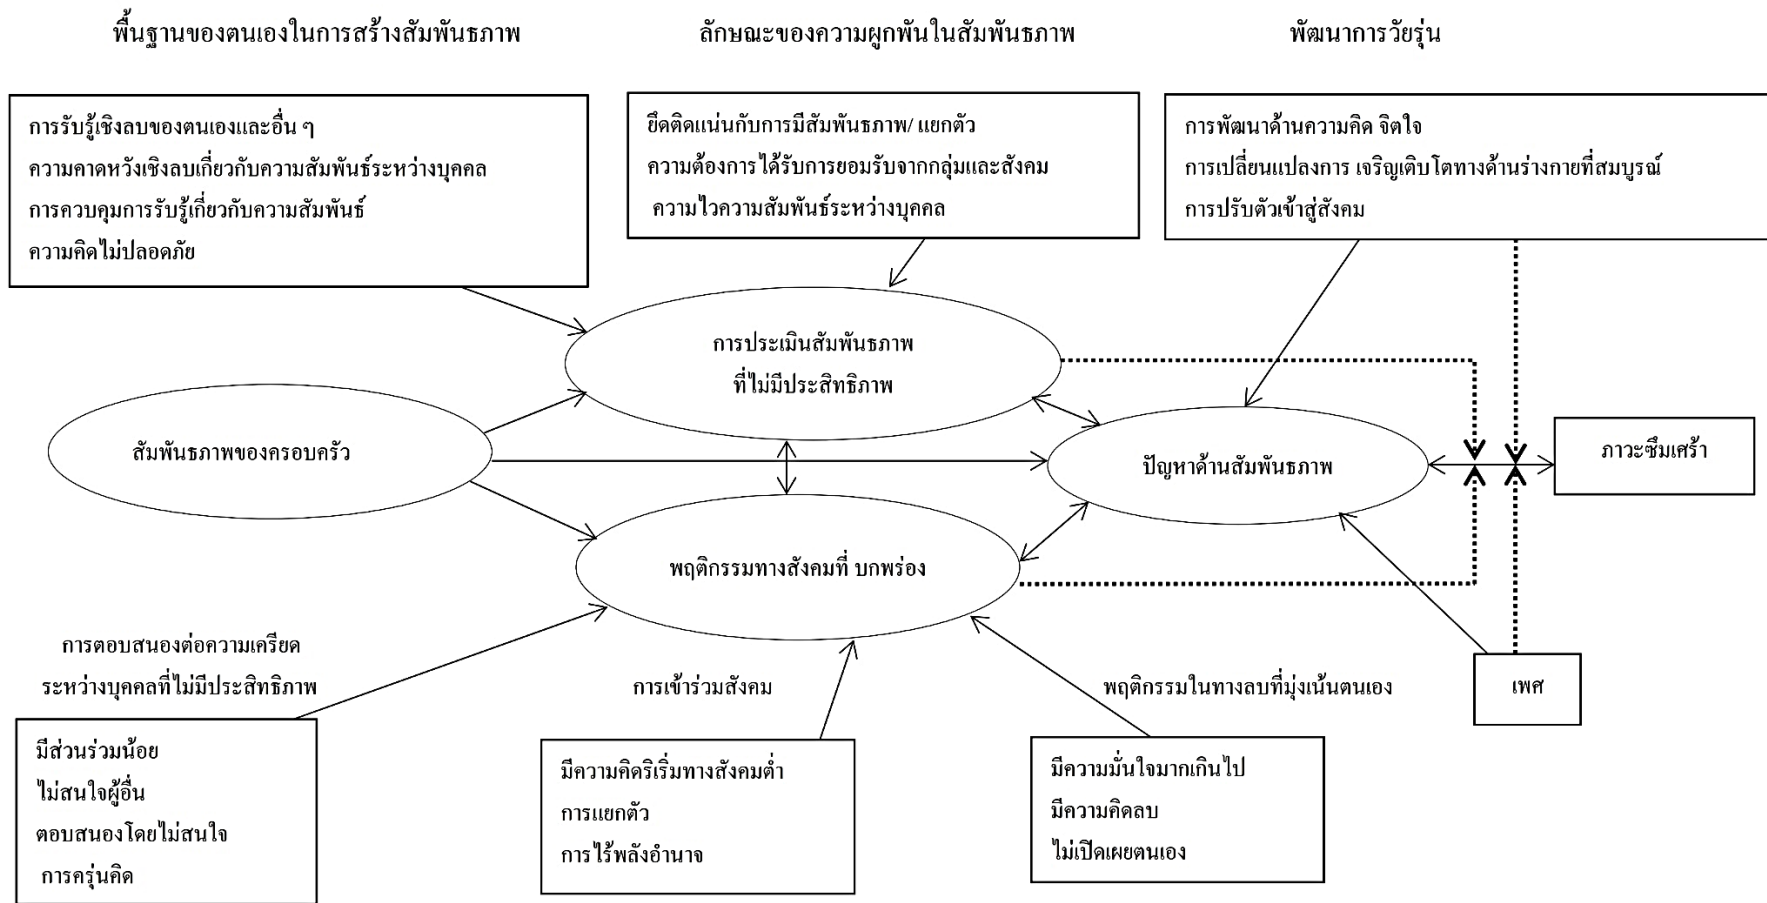 พื้นฐานของตนเองในการสร้างสัมพันธภาพ
ลักษณะของความผูกพันในสัมพันธภาพ
พัฒนาการวัยรุ่น
การรับรู้เชิงลบของตนเองและอื่น ๆ
ความคาดหวังเชิงลบเกี่ยวกับความสัมพันธ์ระหว่างบุคคล
การควบคุมการรับรู้เกี่ยวกับความสัมพันธ์
ความคิดไม่ปลอดภัย
ยึดติดแน่นกับการมีสัมพันธภาพ/ แยกตัว
ความต้องการได้รับการยอมรับจากกลุ่มและสังคม
ความไวความสัมพันธ์ระหว่างบุคคล
การพัฒนาด้านความคิด จิตใจ
การเปลี่ยนแปลงการ เจริญเติบโตทางด้านร่างกายที่สมบูรณ์
การปรับตัวเข้าสู่สังคม
การประเมินสัมพันธภาพ
ที่ไม่มีประสิทธิภาพ
สัมพันธภาพของครอบครัว
ปัญหาด้านสัมพันธภาพ
ภาวะซึมเศร้า
พฤติกรรมทางสังคมที่ บกพร่อง
การตอบสนองต่อความเครียด
ระหว่างบุคคลที่ไม่มีประสิทธิภาพ
การเข้าร่วมสังคม
พฤติกรรมในทางลบที่มุ่งเน้นตนเอง
เพศ
มีส่วนร่วมน้อย
ไม่สนใจผู้อื่น
ตอบสนองโดยไม่สนใจ
การครุ่นคิด
มีความคิดริเริ่มทางสังคมต่ำ
การแยกตัว
การไร้พลังอำนาจ
มีความมั่นใจมากเกินไป
มีความคิดลบ
ไม่เปิดเผยตนเอง